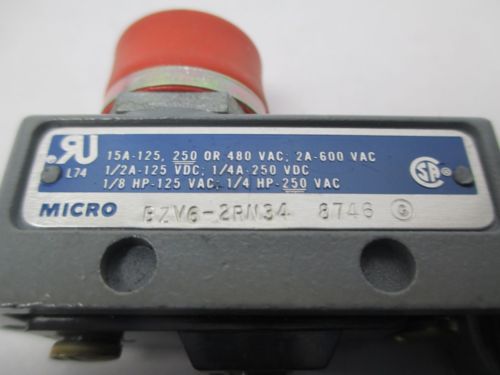 15A-125, 250 OR 480 VAC; 2A-600 VAC
L74 1/2A-125 VDC; 1/4A-250 VDC
1/8 HP-125 VAC; 1/4 HP-250 VAC
MICRO BZV6-2RN34 8746 G